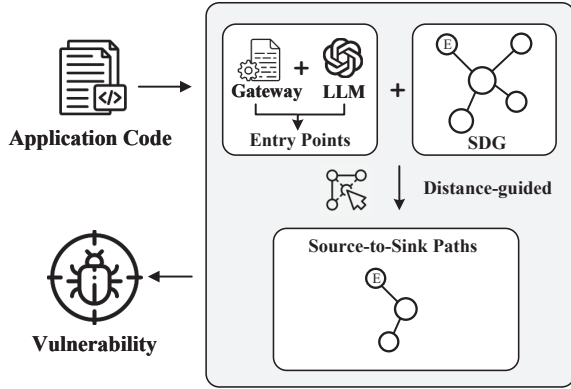 E
Gateway + LLM
Entry Points
+
SDG
</>
Application Code
Distance-guided
Source-to-Sink Paths
E
Vulnerability